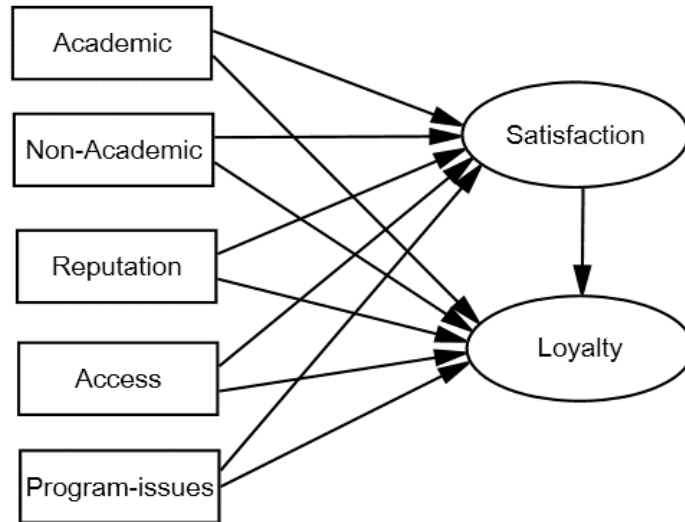 Academic
Non-Academic
Reputation
Access
Program-issues
Satisfaction
Loyalty